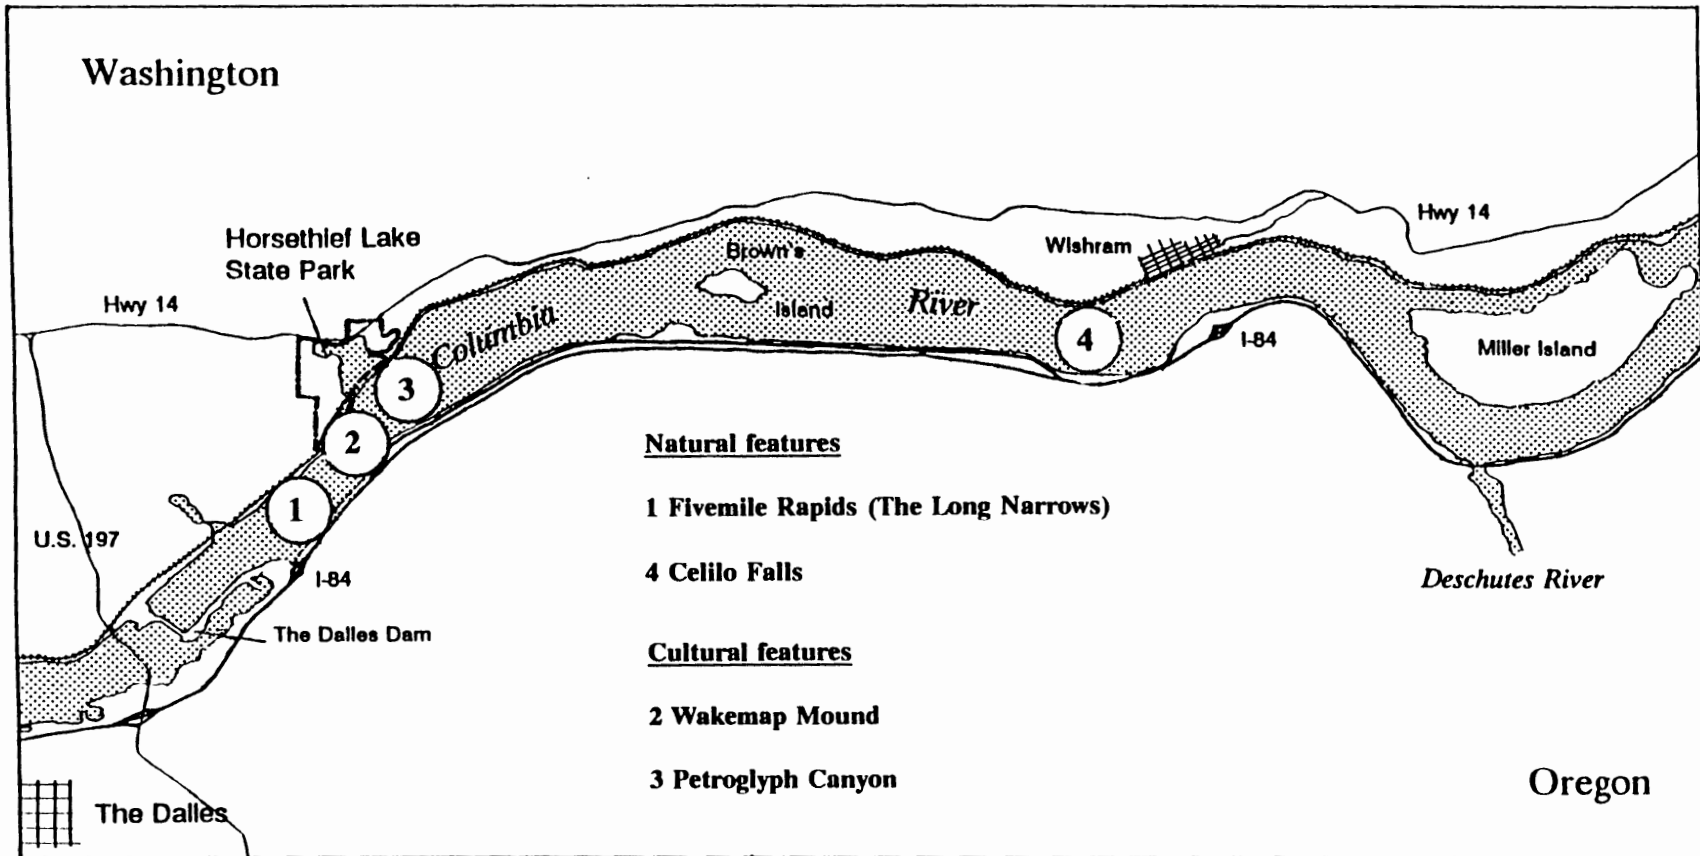 Washington
Hwy 14
Horsethief Lake
State Park
Brown's
Wishram
Hwy 14
Columbia
Island
River
4
I-84
Miller Island
3
2
Natural features
1
1 Fivemile Rapids (The Long Narrows)
U.S. 197
4 Celilo Falls
I-84
Deschutes River
The Dalles Dam
Cultural features
2 Wakemap Mound
3 Petroglyph Canyon
Oregon
The Dalles